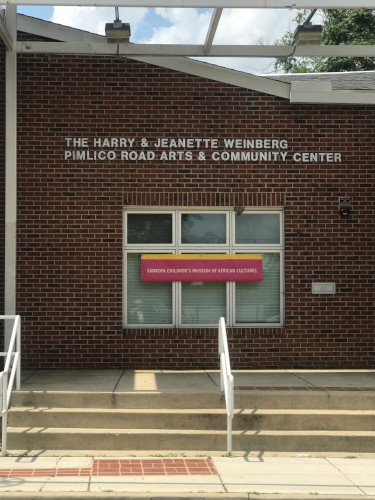 THE HARRY & JEANETTE WEINBERG
PIMLICO ROAD ARTS & COMMUNITY CENTER
SANKOFA CHILDREN'S MUSEUM OF AFRICAN CULTURES